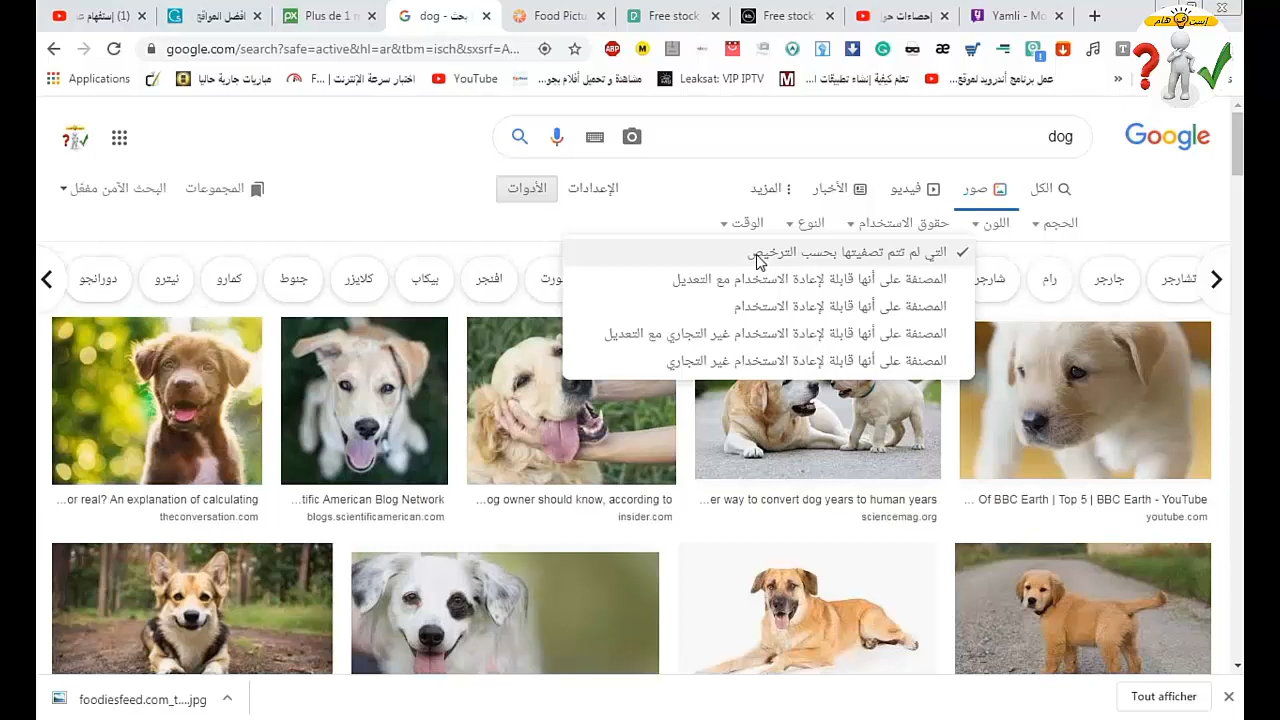 (1) إستفهام ع
أفضل المواقع
Plus de 1 m
dog - بحث
Food Pictu
Free stock
Free stock
إحصاءات حول
Yamli - Mo
إستفهام
google.com/search?safe=active&hl=ar&tbm=isch&sxsrf=A...
Applications
مباريات جارية حاليا
اختبار سرعة الإنترنت | F...
YouTube
مشاهدة و تحميل أفلام بجو...
Leaksat: VIP IPTV
تعلم كيفية إنشاء تطبيقات ا...
عمل برنامج أندرويد لموقع...
»
dog
Google
الكل
صور
فيديو
الأخبار
المزيد
الإعدادات
الأدوات
المجموعات
البحث الآمن مفعّل
الحجم
اللون
حقوق الاستخدام
النوع
الوقت
التي لم تتم تصفيتها بحسب الترخيص
المصنفة على أنها قابلة لإعادة الاستخدام مع التعديل
المصنفة على أنها قابلة لإعادة الاستخدام
المصنفة على أنها قابلة لإعادة الاستخدام غير التجاري مع التعديل
المصنفة على أنها قابلة لإعادة الاستخدام غير التجاري
تشارجر
جارجر
رام
شارجر
ورت
افنجر
بيكاب
كلايزر
جنوط
كمارو
نيترو
دورانجو
... Of BBC Earth | Top 5 | BBC Earth - YouTube
youtube.com
...er way to convert dog years to human years
sciencemag.org
...og owner should know, according to
insider.com
...tific American Blog Network
blogs.scientificamerican.com
...or real? An explanation of calculating
theconversation.com
foodiesfeed.com_t....jpg
Tout afficher